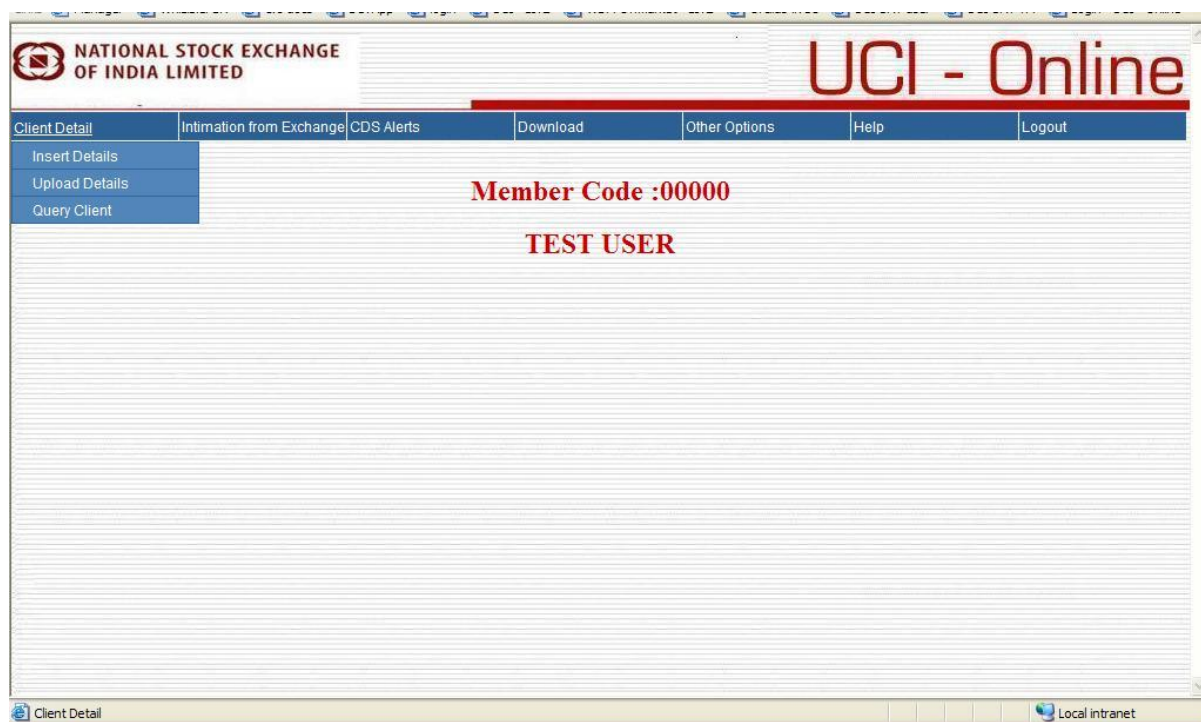 NATIONAL STOCK EXCHANGE
OF INDIA LIMITED
UCI - Online
Client Detail Intimation from Exchange CDS Alerts Download Other Options Help Logout
Insert Details
Upload Details
Query Client
Member Code :00000
TEST USER
Client Detail Local intranet